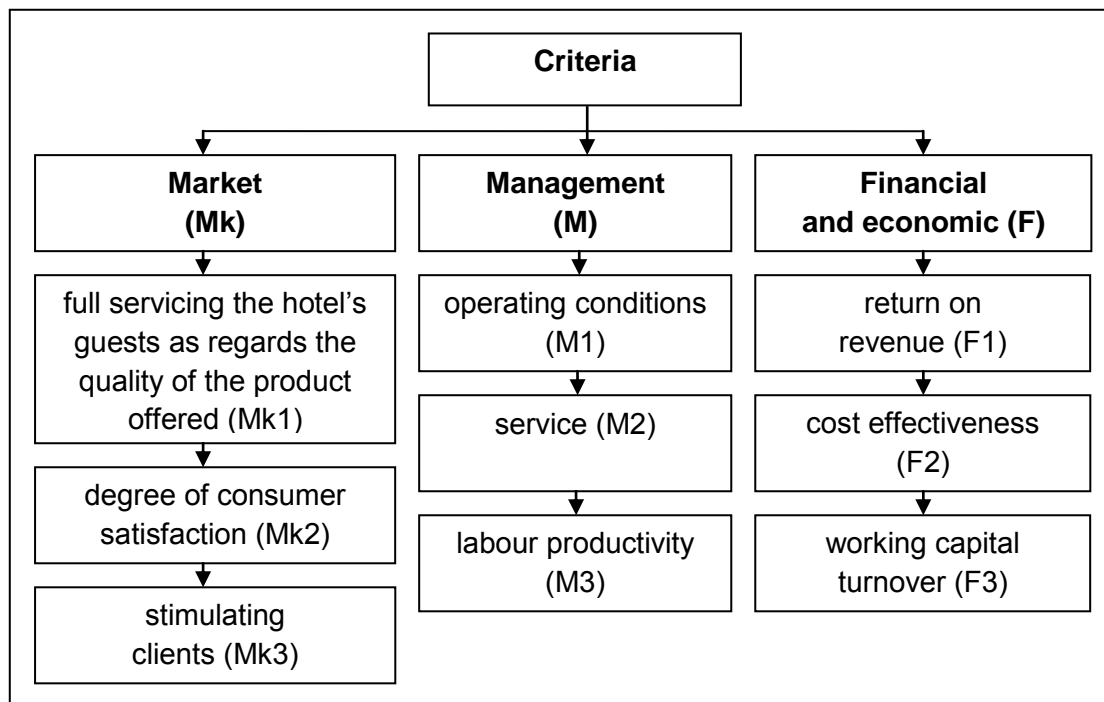 Criteria
Market
(Mk)
full servicing the hotel's
guests as regards the
quality of the product
offered (Mk1)
degree of consumer
satisfaction (Mk2)
stimulating
clients (Mk3)
Management
(M)
operating conditions
(M1)
service (M2)
labour productivity
(M3)
Financial
and economic (F)
return on
revenue (F1)
cost effectiveness
(F2)
working capital
turnover (F3)